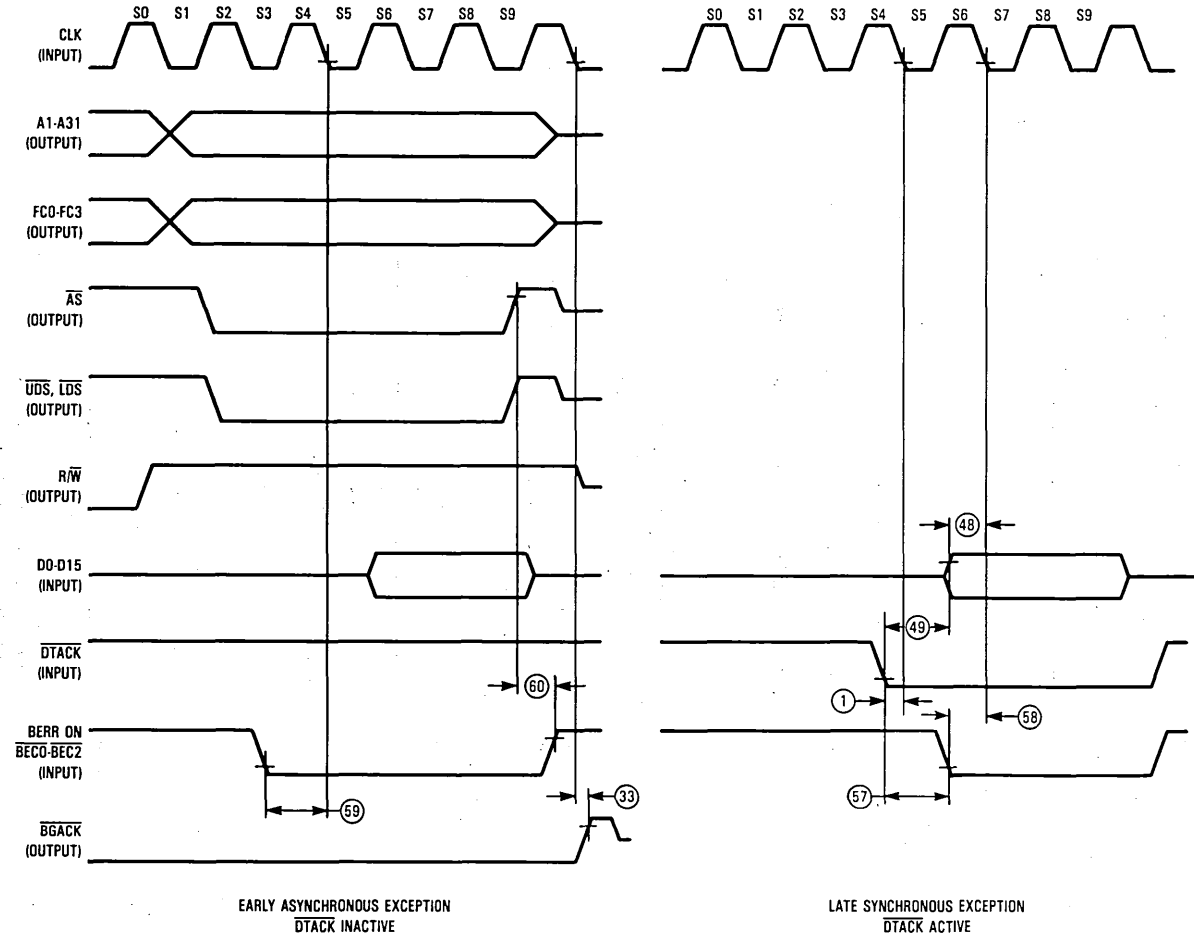 S0 S1 S2 S3 S4 S5 S6 S7 S8 S9
S0 S1 S2 S3 S4 S5 S6 S7 S8 S9
CLK
(INPUT)
A1-A31
(OUTPUT)
FC0-FC3
(OUTPUT)
AS
(OUTPUT)
UDS, LDS
(OUTPUT)
R/W
(OUTPUT)
48
D0-D15
(INPUT)
49
DTACK
(INPUT)
60
1
58
BERR ON
BEC0-BEC2
(INPUT)
59
33
57
BGACK
(OUTPUT)
EARLY ASYNCHRONOUS EXCEPTION
DTACK INACTIVE
LATE SYNCHRONOUS EXCEPTION
DTACK ACTIVE